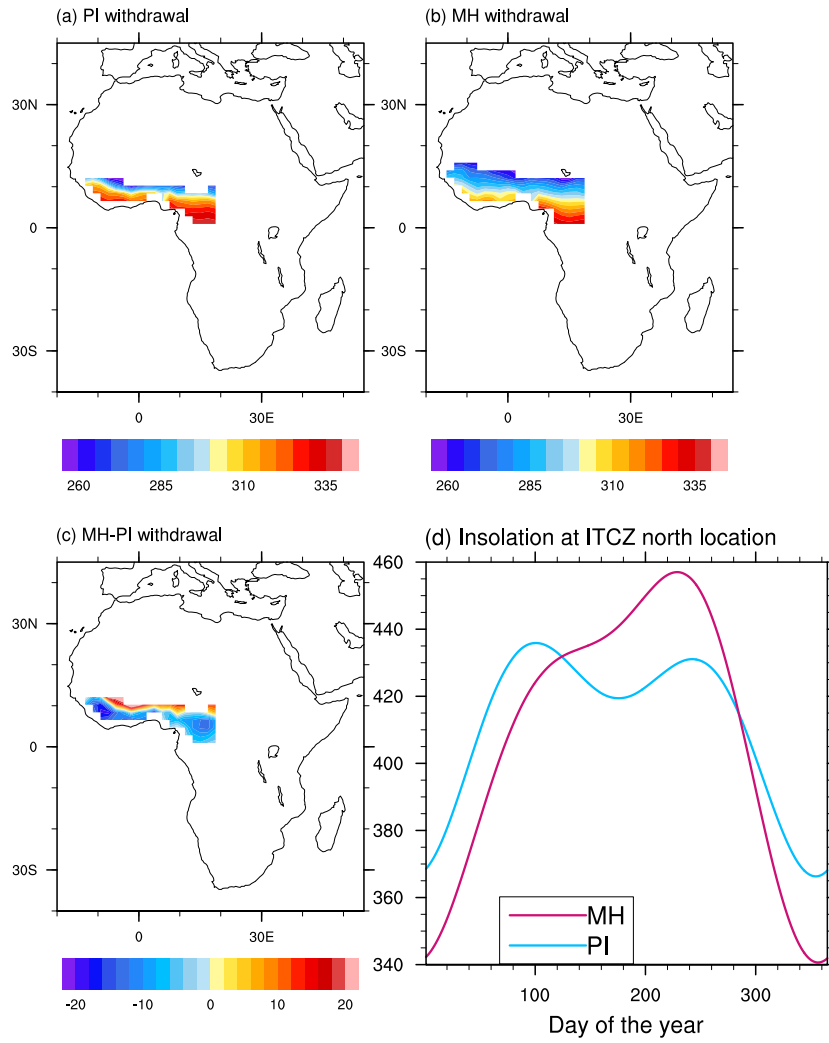 (a) PI withdrawal
(b) MH withdrawal
30N
0
30S
0
30E
30N
0
30S
0
30E
260
285
310
335
260
285
310
335
(c) MH-PI withdrawal
(d) Insolation at ITCZ north location
30N
0
30S
0
30E
-20
-10
0
10
20
460
440
420
400
380
360
340
MH
PI
100
200
300
Day of the year